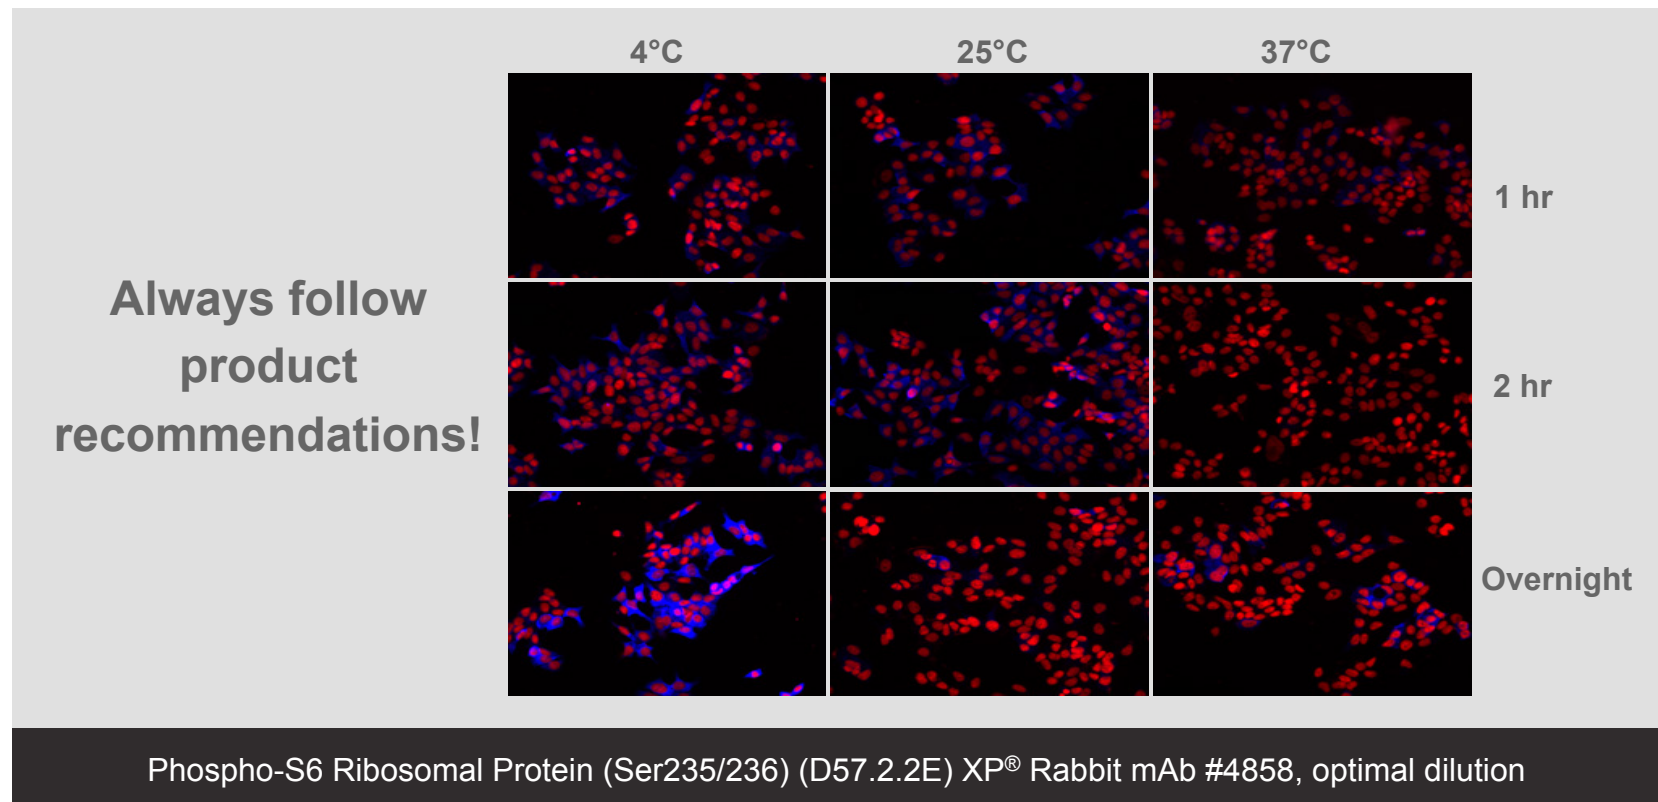 4°C 25°C 37°C
1 hr
Always follow
product
recommendations!
2 hr
Overnight
Phospho-S6 Ribosomal Protein (Ser235/236) (D57.2.2E) XP® Rabbit mAb #4858, optimal dilution